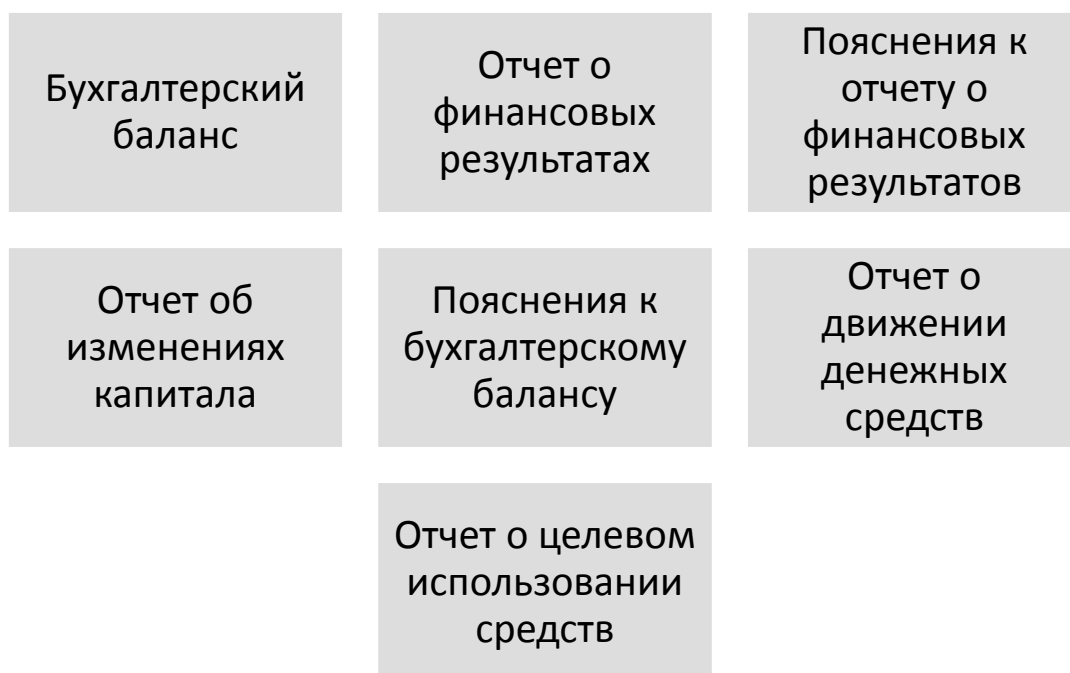 Бухгалтерский
баланс
Отчет о
финансовых
результатах
Пояснения к
отчету о
финансовых
результатов
Отчет об
изменениях
капитала
Пояснения к
бухгалтерскому
балансу
Отчет о
движении
денежных
средств
Отчет о целевом
использовании
средств